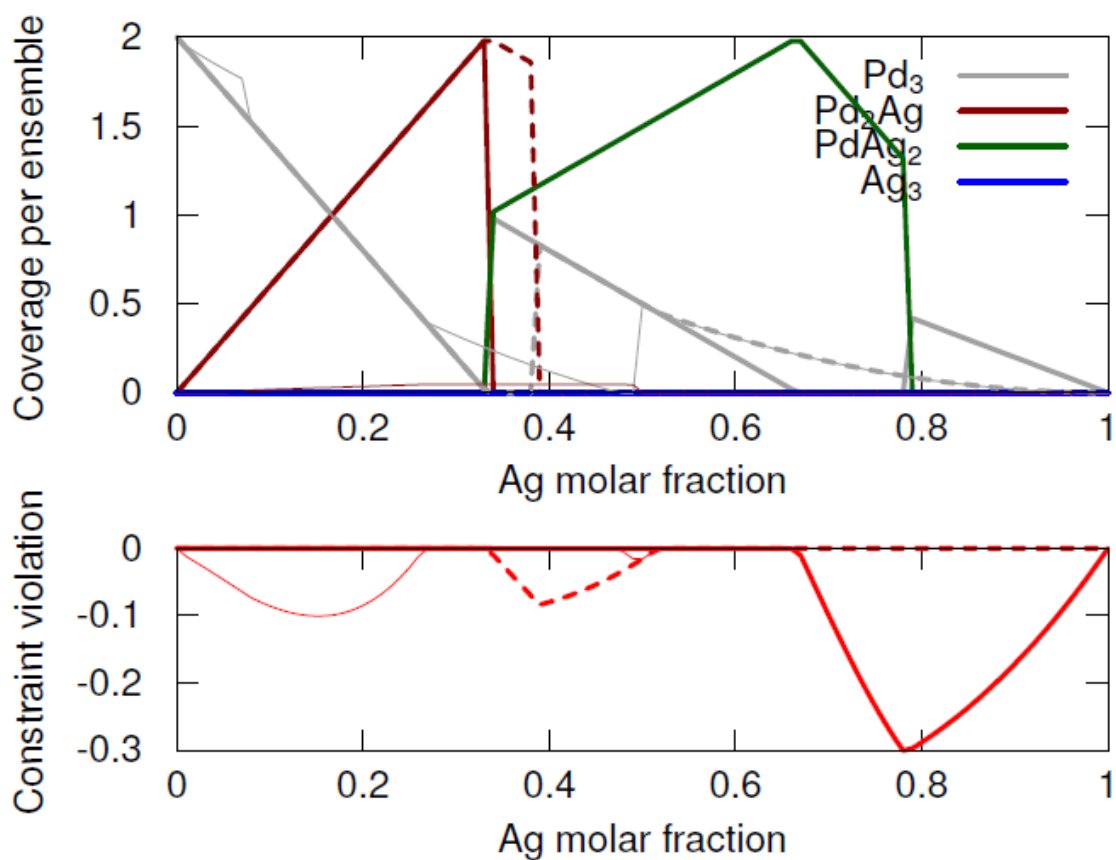 Coverage per ensemble
2
1.5
1
0.5
0
Pd₃
Pd₂Ag
PdAg₂
Ag₃
0 0.2 0.4 0.6 0.8 1
Ag molar fraction
Constraint violation
0
-0.1
-0.2
-0.3
0 0.2 0.4 0.6 0.8 1
Ag molar fraction